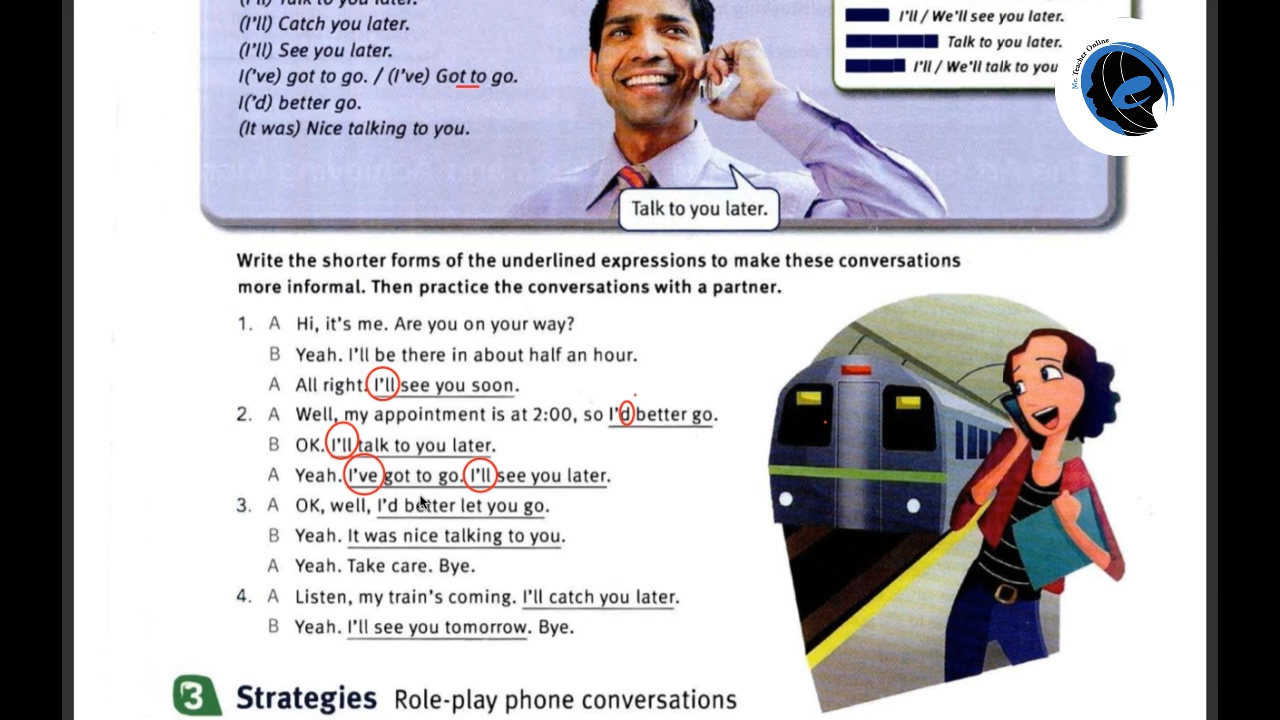 (I'll) Talk to you later.
(I'll) Catch you later.
(I'll) See you later.
I('ve) got to go. / (I've) Got to go.
I('d) better go.
(It was) Nice talking to you.
I'll / We'll see you later.
Talk to you later.
I'll / We'll talk to you
Mr. Teacher Online
Talk to you later.
Write the shorter forms of the underlined expressions to make these conversations
more informal. Then practice the conversations with a partner.
1. A Hi, it's me. Are you on your way?
B Yeah. I'll be there in about half an hour.
A All right. I'll see you soon.
2. A Well, my appointment is at 2:00, so I'd better go.
B OK. I'll talk to you later.
A Yeah. I've got to go. I'll see you later.
3. A OK, well, I'd better let you go.
B Yeah. It was nice talking to you.
A Yeah. Take care. Bye.
4. A Listen, my train's coming. I'll catch you later.
B Yeah. I'll see you tomorrow. Bye.
3 Strategies Role-play phone conversations